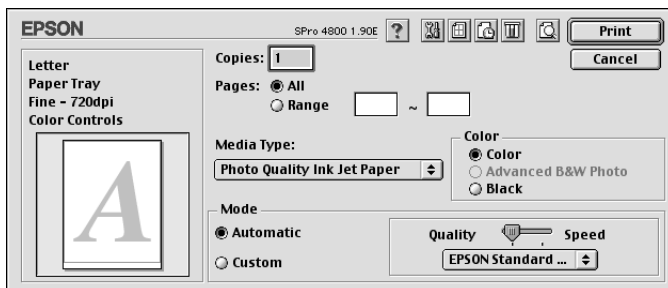 EPSON
SPro 4800 1.90E
?
Print
Cancel
Letter
Paper Tray
Fine - 720dpi
Color Controls
A
Copies: 1
Pages: All
Range ~
Media Type:
Photo Quality Ink Jet Paper
Color
Color
Advanced B&W Photo
Black
Mode
Automatic
Custom
Quality Speed
EPSON Standard ...